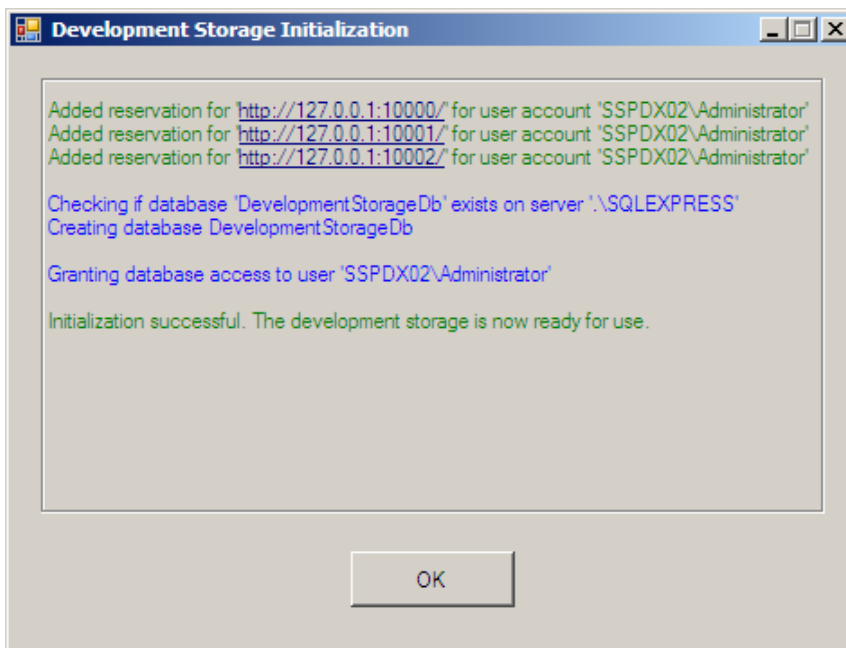 Development Storage Initialization
Added reservation for 'http://127.0.0.1:10000/' for user account 'SSPDX02\Administrator'
Added reservation for 'http://127.0.0.1:10001/' for user account 'SSPDX02\Administrator'
Added reservation for 'http://127.0.0.1:10002/' for user account 'SSPDX02\Administrator'
Checking if database 'DevelopmentStorageDb' exists on server '.\SQLEXPRESS'
Creating database DevelopmentStorageDb
Granting database access to user 'SSPDX02\Administrator'
Initialization successful. The development storage is now ready for use.
OK